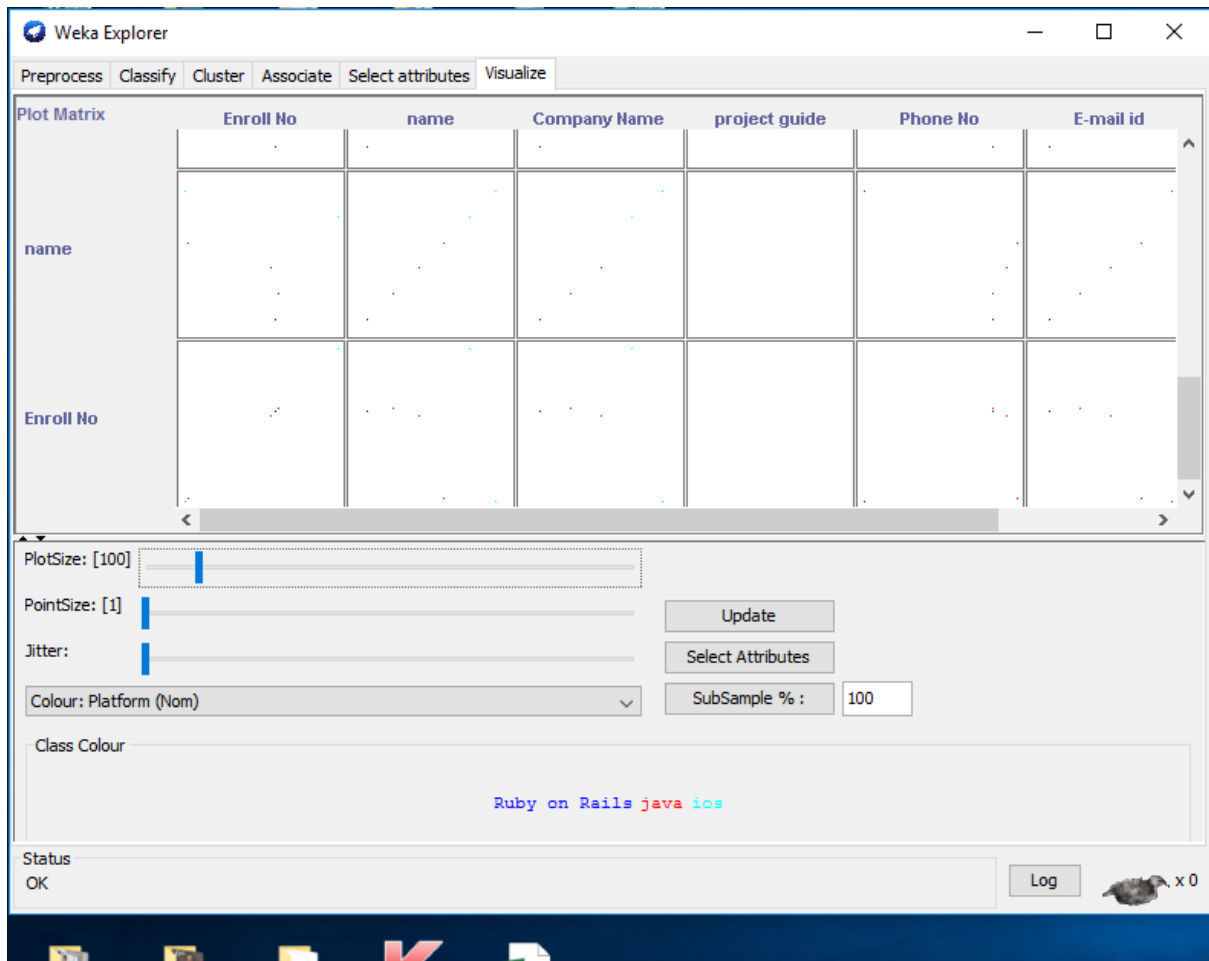 Weka Explorer
Preprocess Classify Cluster Associate Select attributes Visualize
Plot Matrix Enroll No name Company Name project guide Phone No E-mail id
name
Enroll No
PlotSize: [100]
PointSize: [1]
Update
Jitter:
Select Attributes
Colour: Platform (Nom)
SubSample % : 100
Class Colour
Ruby on Rails java ios
Status
OK
Log
x 0